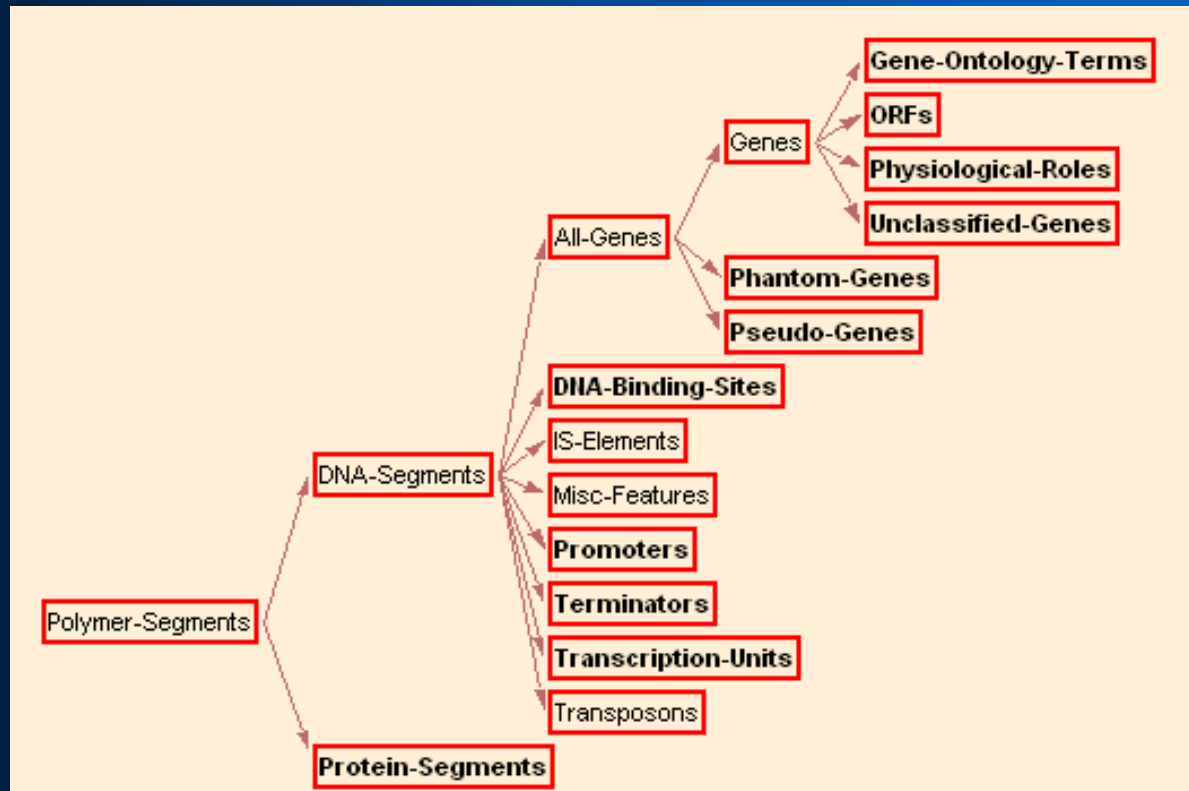 Gene-Ontology-Terms
ORFs
Genes
Physiological-Roles
Unclassified-Genes
All-Genes
Phantom-Genes
Pseudo-Genes
DNA-Binding-Sites
IS-Elements
DNA-Segments
Misc-Features
Promoters
Terminators
Polymer-Segments
Transcription-Units
Transposons
Protein-Segments